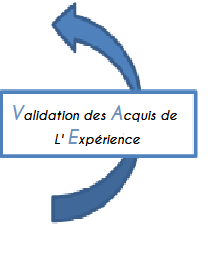 Validation des Acquis de
L' Expérience